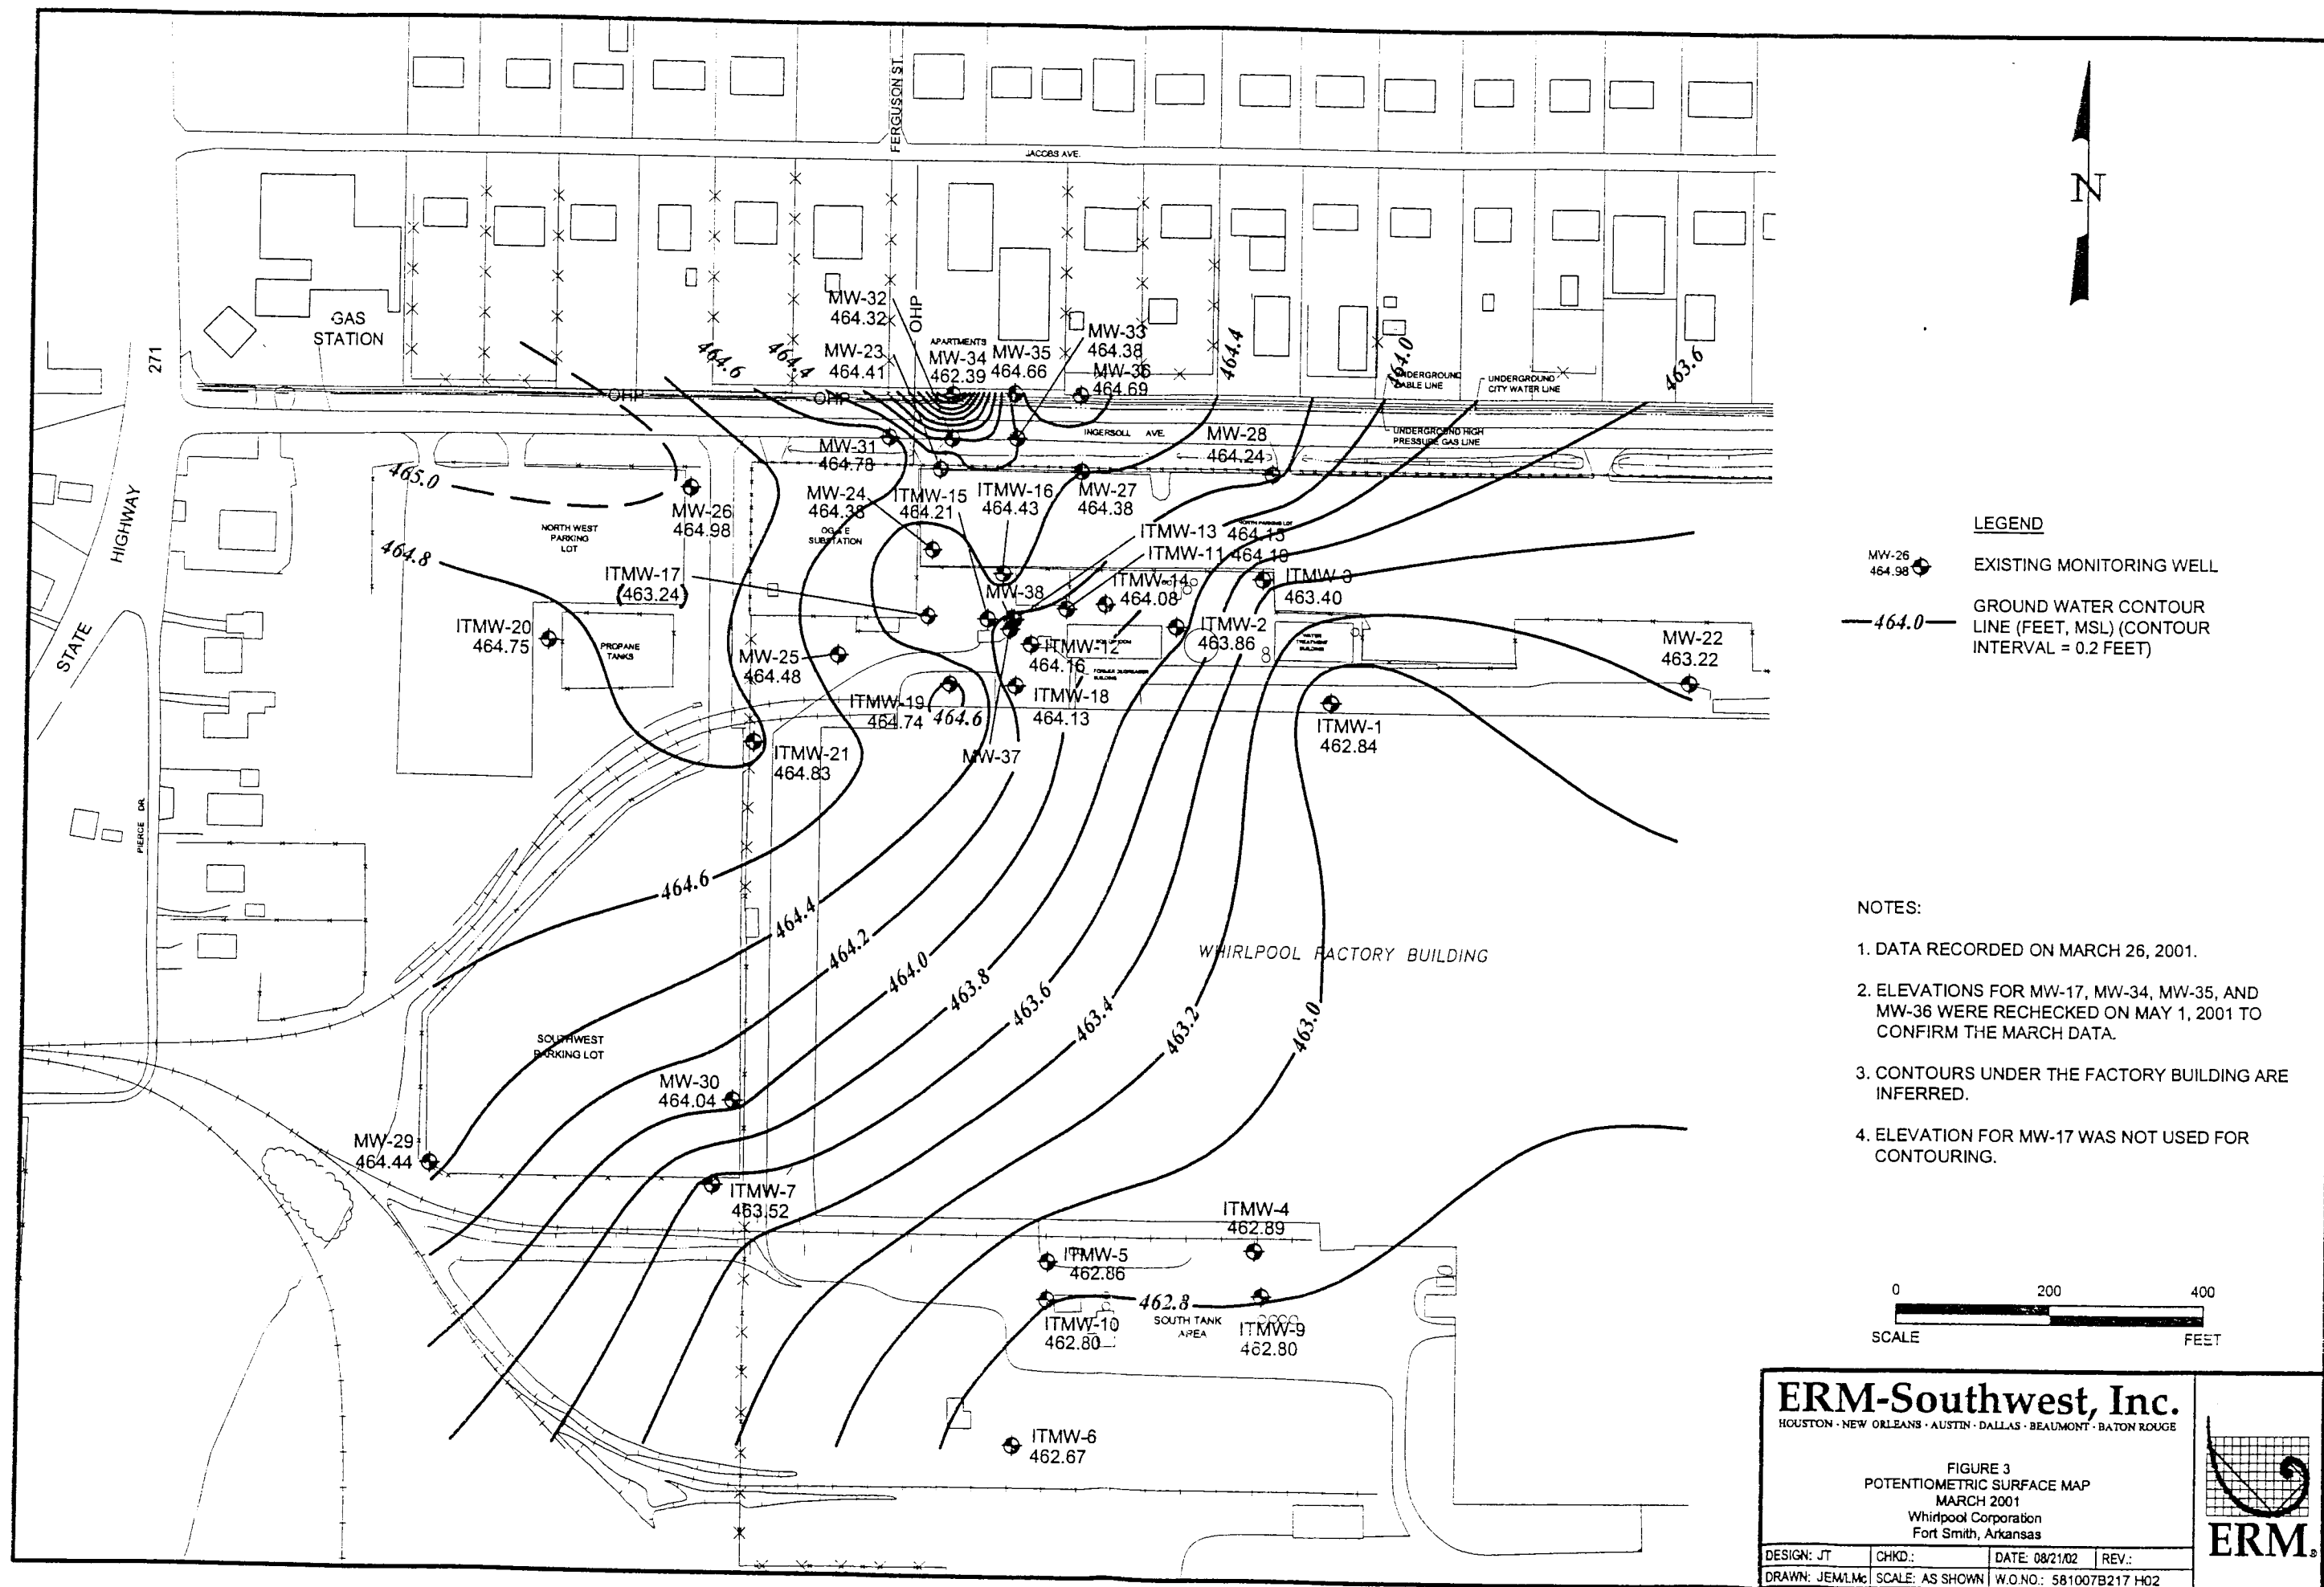 FERGUSON ST.
JACOBS AVE.
GAS
STATION
271
STATE
HIGHWAY
PIERCE DR.
OHP
OHP
OHP
MW-32
464.32
MW-23
464.41
APARTMENTS
MW-34
462.39
MW-35
464.66
MW-33
464.38
MW-36
464.69
464.6
464.4
464.4
464.0
463.6
UNDERGROUND
CABLE LINE
UNDERGROUND
CITY WATER LINE
UNDERGROUND HIGH
PRESSURE GAS LINE
INGERSOLL AVE.
MW-31
464.78
MW-28
464.24
465.0
MW-26
464.98
NORTH WEST
PARKING
LOT
464.8
MW-24
464.38
OG & E
SUBSTATION
ITMW-15
464.21
ITMW-16
464.43
MW-27
464.38
ITMW-13 464.15
NORTH PARKING LOT
ITMW-11 464.18
ITMW-17
(463.24)
MW-38
ITMW-14
464.08
ITMW-3
463.40
ITMW-20
464.75
PROPANE
TANKS
MW-25
464.48
ITMW-12
464.16
ITMW-2
463.86
WATER
TREATMENT
BUILDING
FORMER DEGREASER
BUILDING
MW-22
463.22
ITMW-19
464.74
464.6
ITMW-18
464.13
ITMW-1
462.84
ITMW-21
464.83
MW-37
464.6
464.4
464.2
464.0
463.8
463.6
463.4
463.2
463.0
WHIRLPOOL FACTORY BUILDING
SOUTHWEST
PARKING LOT
MW-30
464.04
MW-29
464.44
ITMW-7
463.52
ITMW-4
462.89
ITMW-5
462.86
ITMW-10
462.80
462.8
SOUTH TANK
AREA
ITMW-9
462.80
ITMW-6
462.67
N
LEGEND
MW-26
464.98
EXISTING MONITORING WELL
464.0
GROUND WATER CONTOUR
LINE (FEET, MSL) (CONTOUR
INTERVAL = 0.2 FEET)
NOTES:
1. DATA RECORDED ON MARCH 26, 2001.
2. ELEVATIONS FOR MW-17, MW-34, MW-35, AND
MW-36 WERE RECHECKED ON MAY 1, 2001 TO
CONFIRM THE MARCH DATA.
3. CONTOURS UNDER THE FACTORY BUILDING ARE
INFERRED.
4. ELEVATION FOR MW-17 WAS NOT USED FOR
CONTOURING.
0 200 400
SCALE FEET
ERM-Southwest, Inc.
HOUSTON · NEW ORLEANS · AUSTIN · DALLAS · BEAUMONT · BATON ROUGE
FIGURE 3
POTENTIOMETRIC SURFACE MAP
MARCH 2001
Whirlpool Corporation
Fort Smith, Arkansas
ERM®
DESIGN: JT CHKD.: DATE: 08/21/02 REV.:
DRAWN: JEM/LMc SCALE: AS SHOWN W.O.NO.: 581007B217 H02